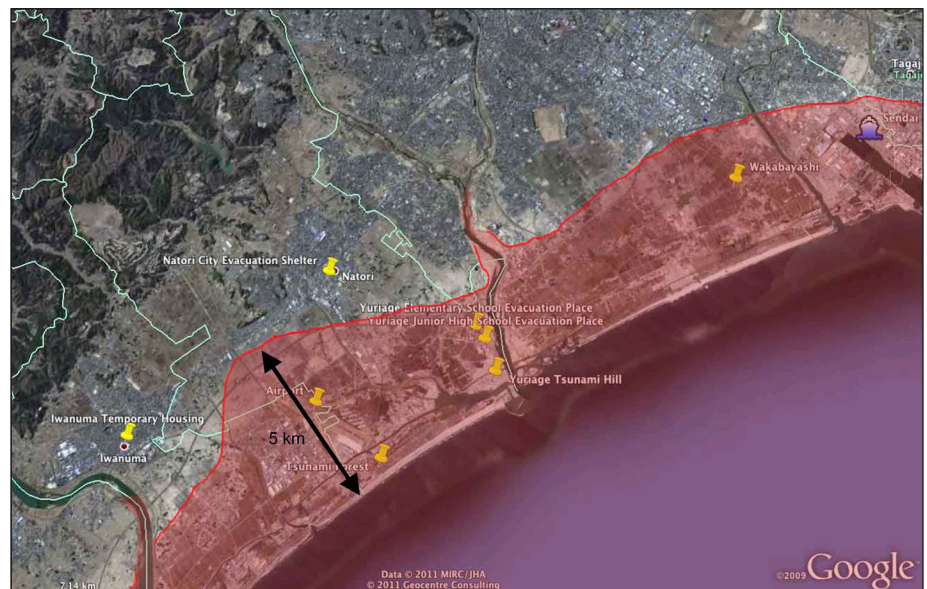 Tagaj
Tagajo
Sendai
Wakabayashi
Natori City Evacuation Shelter
Natori
Yuriage Elementary School Evacuation Place
Yuriage Junior High School Evacuation Place
Yuriage Tsunami Hill
Airport
Iwanuma Temporary Housing
5 km
Iwanuma
Tsunami Forest
7.14 km
Data © 2011 MIRC/JHA
© 2011 Geocentre Consulting
©2009 Google